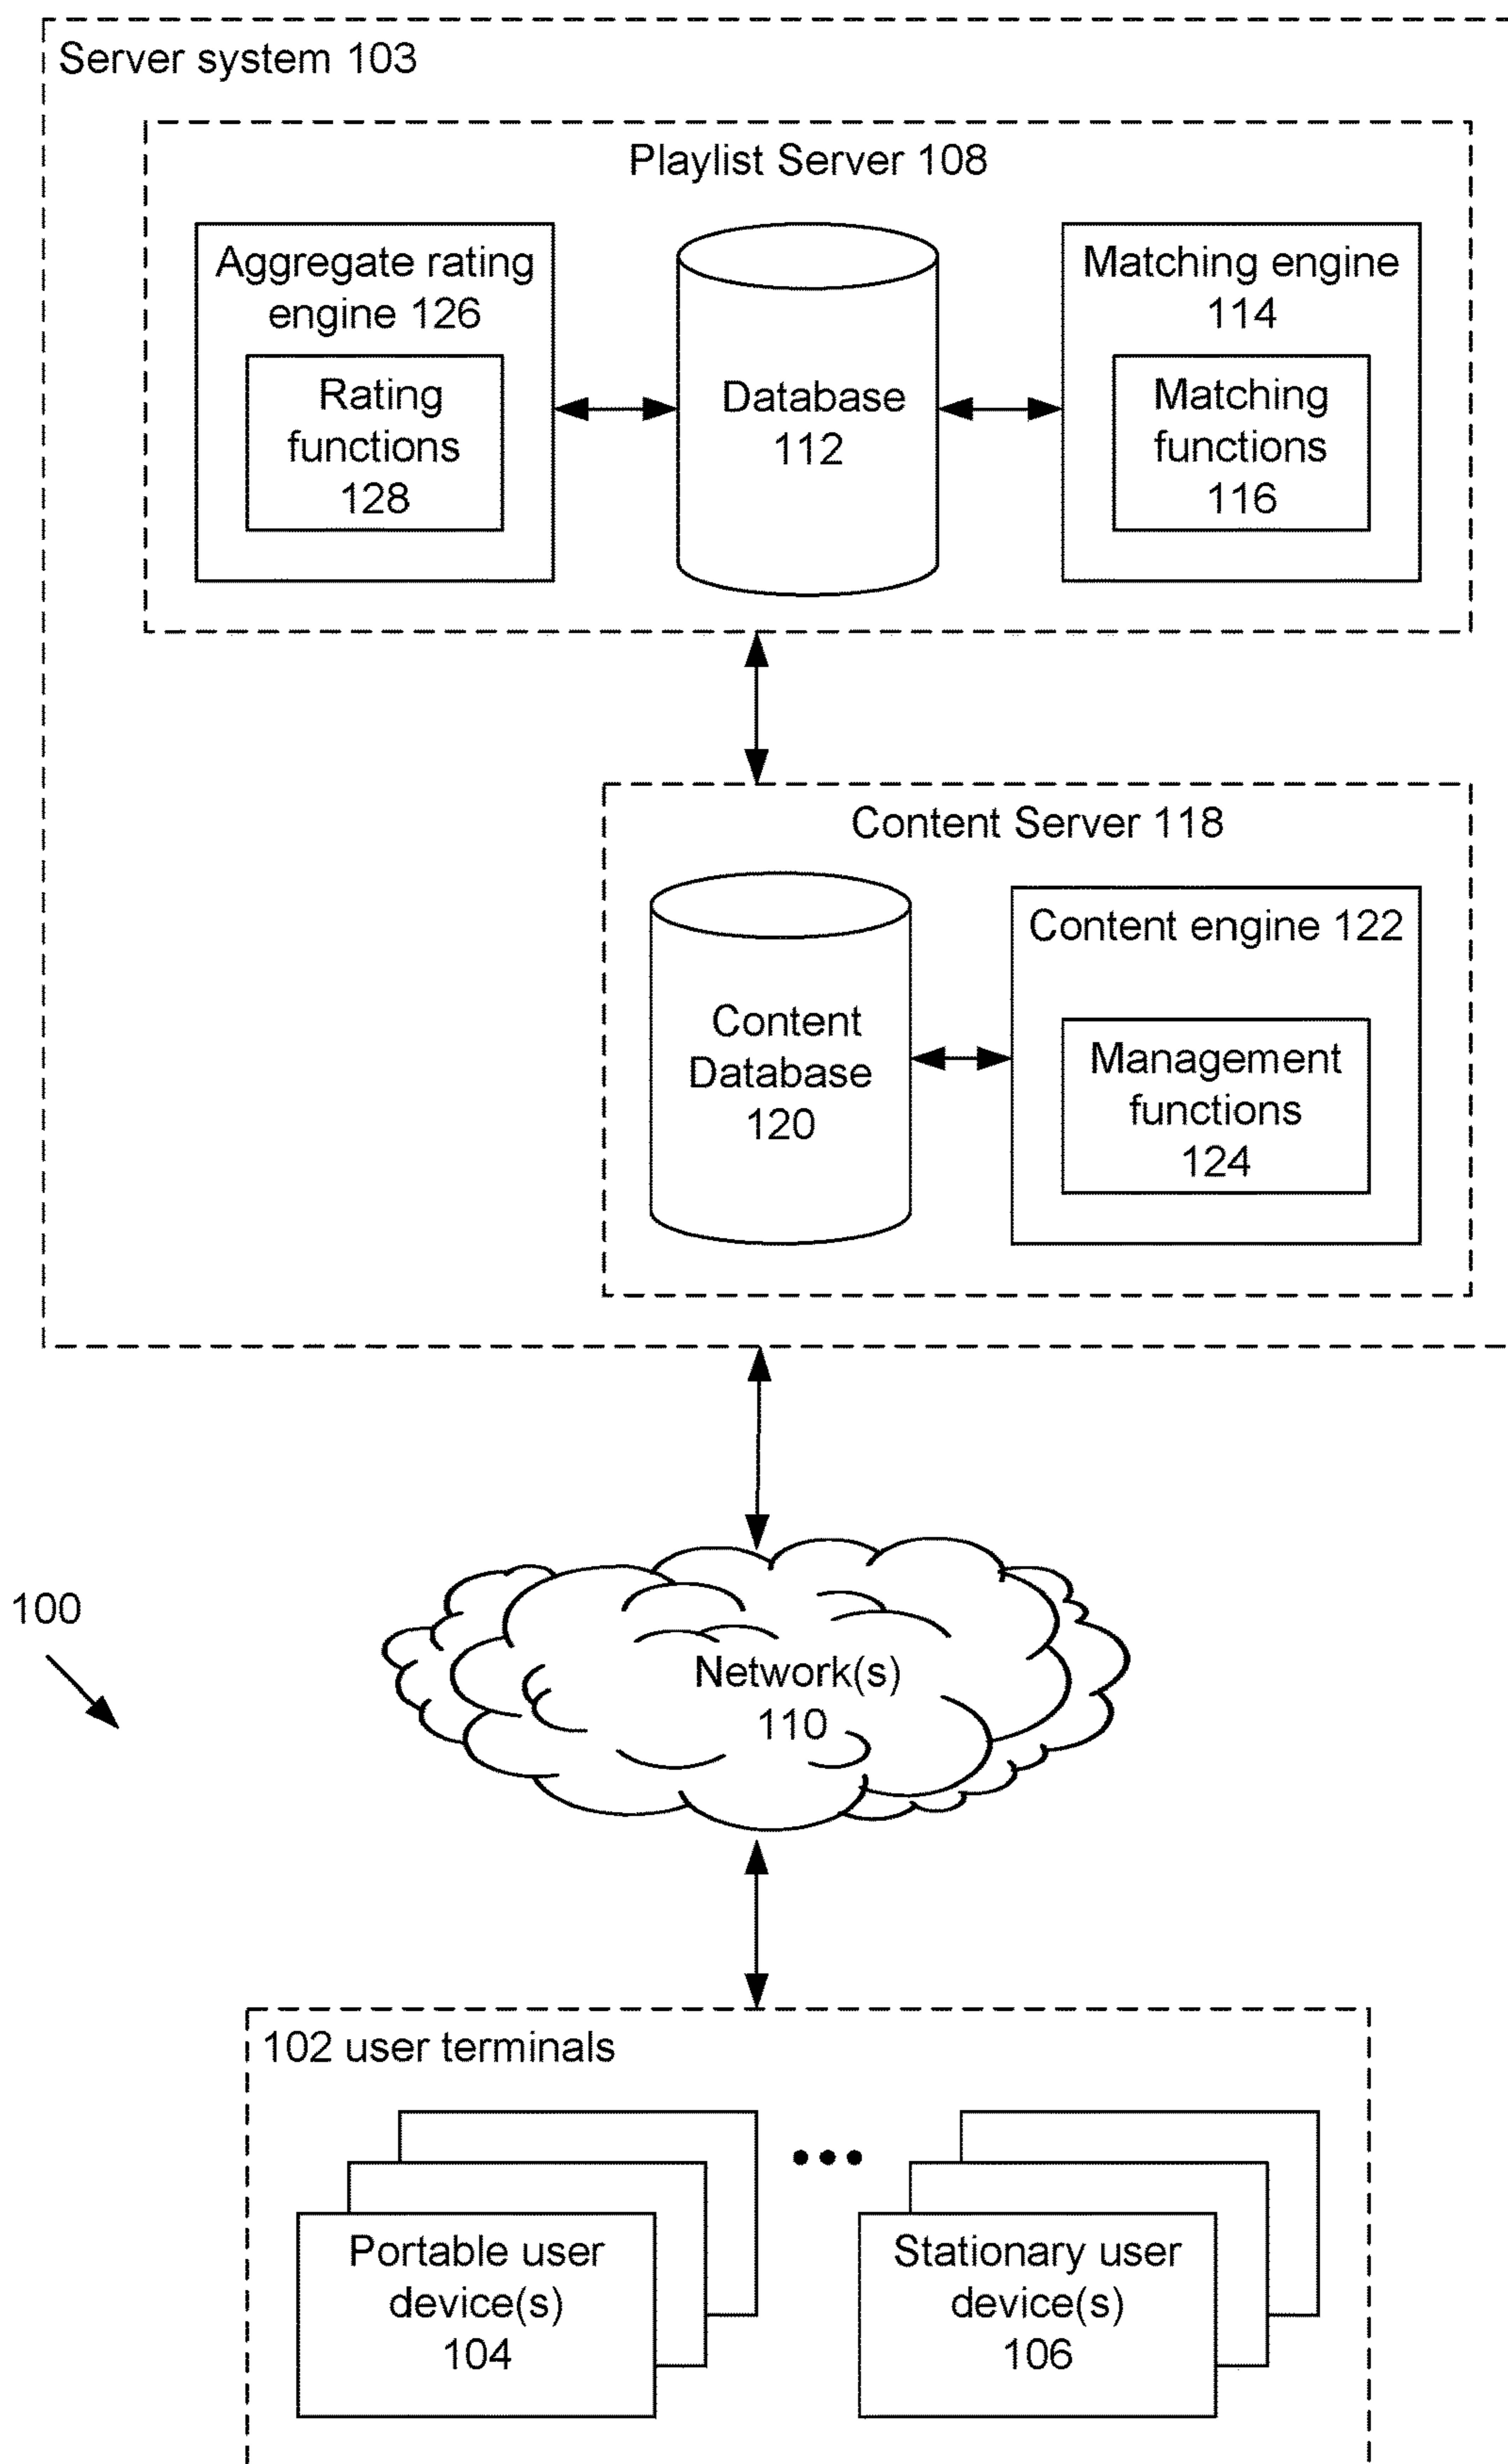 Server system 103
Playlist Server 108
Aggregate rating
engine 126
Rating
functions
128
Database
112
Matching engine
114
Matching
functions
116
Content Server 118
Content
Database
120
Content engine 122
Management
functions
124
100
Network(s)
110
102 user terminals
Portable user
device(s)
104
Stationary user
device(s)
106